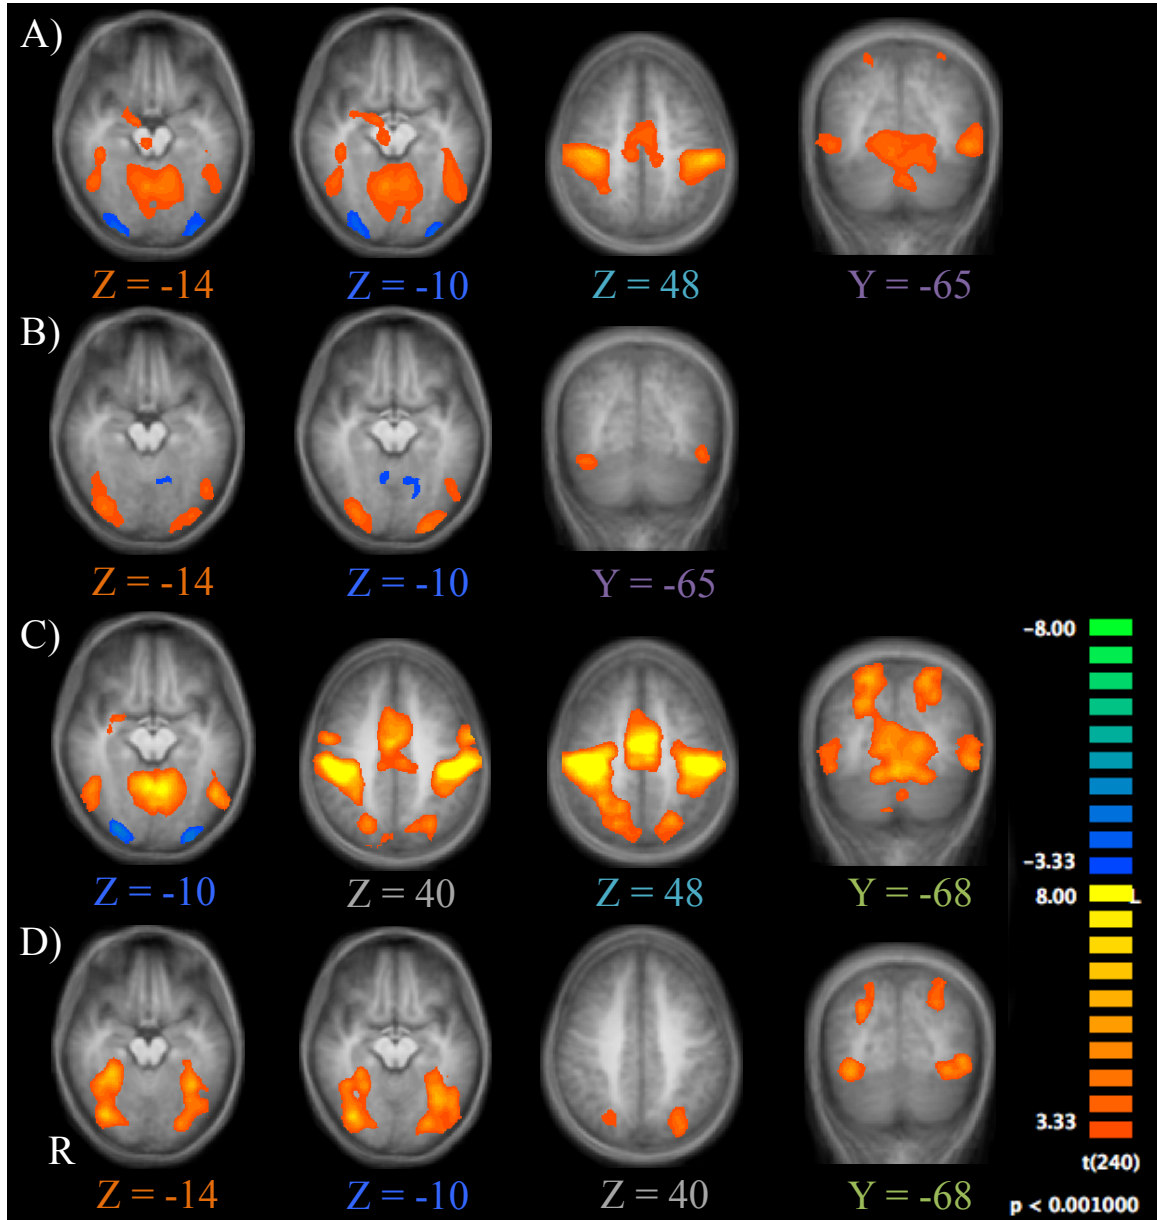 A)
Z = -14
Z = -10
Z = 48
Y = -65
B)
Z = -14
Z = -10
Y = -65
C)
−8.00
−3.33
8.00
L
Z = -10
Z = 40
Z = 48
Y = -68
D)
3.33
R
t(240)
Z = -14
Z = -10
Z = 40
Y = -68
p < 0.001000